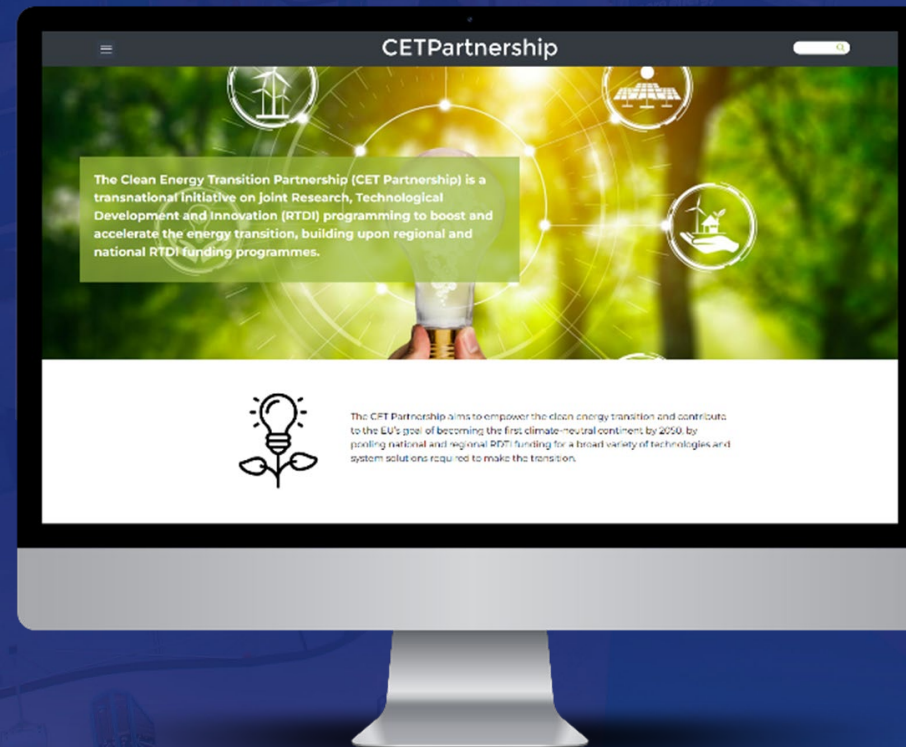 CETPartnership
The Clean Energy Transition Partnership (CET Partnership) is a
transnational initiative on joint Research, Technological
Development and Innovation (RTDI) programming to boost and
accelerate the energy transition, building upon regional and
national RTDI funding programmes.
The CET Partnership aims to empower the clean energy transition and contribute
to the EU's goal of becoming the first climate-neutral continent by 2050, by
pooling national and regional RDTI funding for a broad variety of technologies and
system solutions required to make the transition.